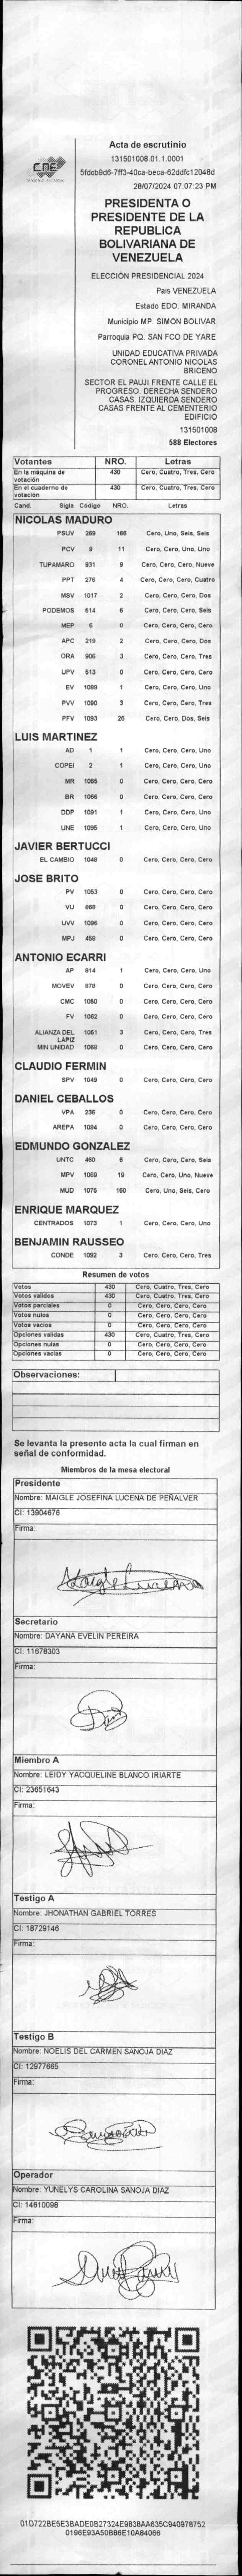 CNE
Acta de escrutinio
131501008.01.1.0001
5fdcb9d6-7ff3-40ca-beca-62ddfc12048d
28/07/2024 07:07:23 PM
PRESIDENTA O
PRESIDENTE DE LA
REPUBLICA
BOLIVARIANA DE
VENEZUELA
ELECCIÓN PRESIDENCIAL 2024
País VENEZUELA
Estado EDO. MIRANDA
Municipio MP. SIMON BOLIVAR
Parroquia PQ. SAN FCO DE YARE
UNIDAD EDUCATIVA PRIVADA
CORONEL ANTONIO NICOLAS
BRICENO
SECTOR EL PAUJI FRENTE CALLE EL
PROGRESO. DERECHA SENDERO
CASAS. IZQUIERDA SENDERO
CASAS FRENTE AL CEMENTERIO
EDIFICIO
131501008
588 Electores
Votantes NRO. Letras
En la máquina de votación 430 Cero, Cuatro, Tres, Cero
En el cuaderno de votación 430 Cero, Cuatro, Tres, Cero
Cand. Sigla Código NRO. Letras
NICOLAS MADURO
PSUV 269 166 Cero, Uno, Seis, Seis
PCV 9 11 Cero, Cero, Uno, Uno
TUPAMARO 931 9 Cero, Cero, Cero, Nueve
PPT 276 4 Cero, Cero, Cero, Cuatro
MSV 1017 2 Cero, Cero, Cero, Dos
PODEMOS 514 6 Cero, Cero, Cero, Seis
MEP 6 0 Cero, Cero, Cero, Cero
APC 219 2 Cero, Cero, Cero, Dos
ORA 906 3 Cero, Cero, Cero, Tres
UPV 513 0 Cero, Cero, Cero, Cero
EV 1089 1 Cero, Cero, Cero, Uno
PVV 1090 3 Cero, Cero, Cero, Tres
PFV 1093 26 Cero, Cero, Dos, Seis
LUIS MARTINEZ
AD 1 1 Cero, Cero, Cero, Uno
COPEI 2 1 Cero, Cero, Cero, Uno
MR 1065 0 Cero, Cero, Cero, Cero
BR 1066 0 Cero, Cero, Cero, Cero
DDP 1091 1 Cero, Cero, Cero, Uno
UNE 1095 1 Cero, Cero, Cero, Uno
JAVIER BERTUCCI
EL CAMBIO 1048 0 Cero, Cero, Cero, Cero
JOSE BRITO
PV 1053 0 Cero, Cero, Cero, Cero
VU 868 0 Cero, Cero, Cero, Cero
UVV 1096 0 Cero, Cero, Cero, Cero
MPJ 458 0 Cero, Cero, Cero, Cero
ANTONIO ECARRI
AP 814 1 Cero, Cero, Cero, Uno
MOVEV 878 0 Cero, Cero, Cero, Cero
CMC 1050 0 Cero, Cero, Cero, Cero
FV 1062 0 Cero, Cero, Cero, Cero
ALIANZA DEL LAPIZ 1051 3 Cero, Cero, Cero, Tres
MIN UNIDAD 1068 0 Cero, Cero, Cero, Cero
CLAUDIO FERMIN
SPV 1049 0 Cero, Cero, Cero, Cero
DANIEL CEBALLOS
VPA 236 0 Cero, Cero, Cero, Cero
AREPA 1094 0 Cero, Cero, Cero, Cero
EDMUNDO GONZALEZ
UNTC 460 6 Cero, Cero, Cero, Seis
MPV 1069 19 Cero, Cero, Uno, Nueve
MUD 1075 160 Cero, Uno, Seis, Cero
ENRIQUE MARQUEZ
CENTRADOS 1073 1 Cero, Cero, Cero, Uno
BENJAMIN RAUSSEO
CONDE 1092 3 Cero, Cero, Cero, Tres
Resumen de votos
Votos 430 Cero, Cuatro, Tres, Cero
Votos validos 430 Cero, Cuatro, Tres, Cero
Votos parciales 0 Cero, Cero, Cero, Cero
Votos nulos 0 Cero, Cero, Cero, Cero
Votos vacios 0 Cero, Cero, Cero, Cero
Opciones validas 430 Cero, Cuatro, Tres, Cero
Opciones nulas 0 Cero, Cero, Cero, Cero
Opciones vacias 0 Cero, Cero, Cero, Cero
Observaciones:
Se levanta la presente acta la cual firman en
señal de conformidad.
Miembros de la mesa electoral
Presidente
Nombre: MAIGLE JOSEFINA LUCENA DE PEÑALVER
CI: 13904676
Firma:
Secretario
Nombre: DAYANA EVELIN PEREIRA
CI: 11678303
Firma:
Miembro A
Nombre: LEIDY YACQUELINE BLANCO IRIARTE
CI: 23651643
Firma:
Testigo A
Nombre: JHONATHAN GABRIEL TORRES
CI: 18729146
Firma:
Testigo B
Nombre: NOELIS DEL CARMEN SANOJA DIAZ
CI: 12977665
Firma:
Operador
Nombre: YUNELYS CAROLINA SANOJA DIAZ
CI: 14610098
Firma:
01D722BE5E3BADE0B27324E9838AA635C940978752
0196E93A50B86E10A84066